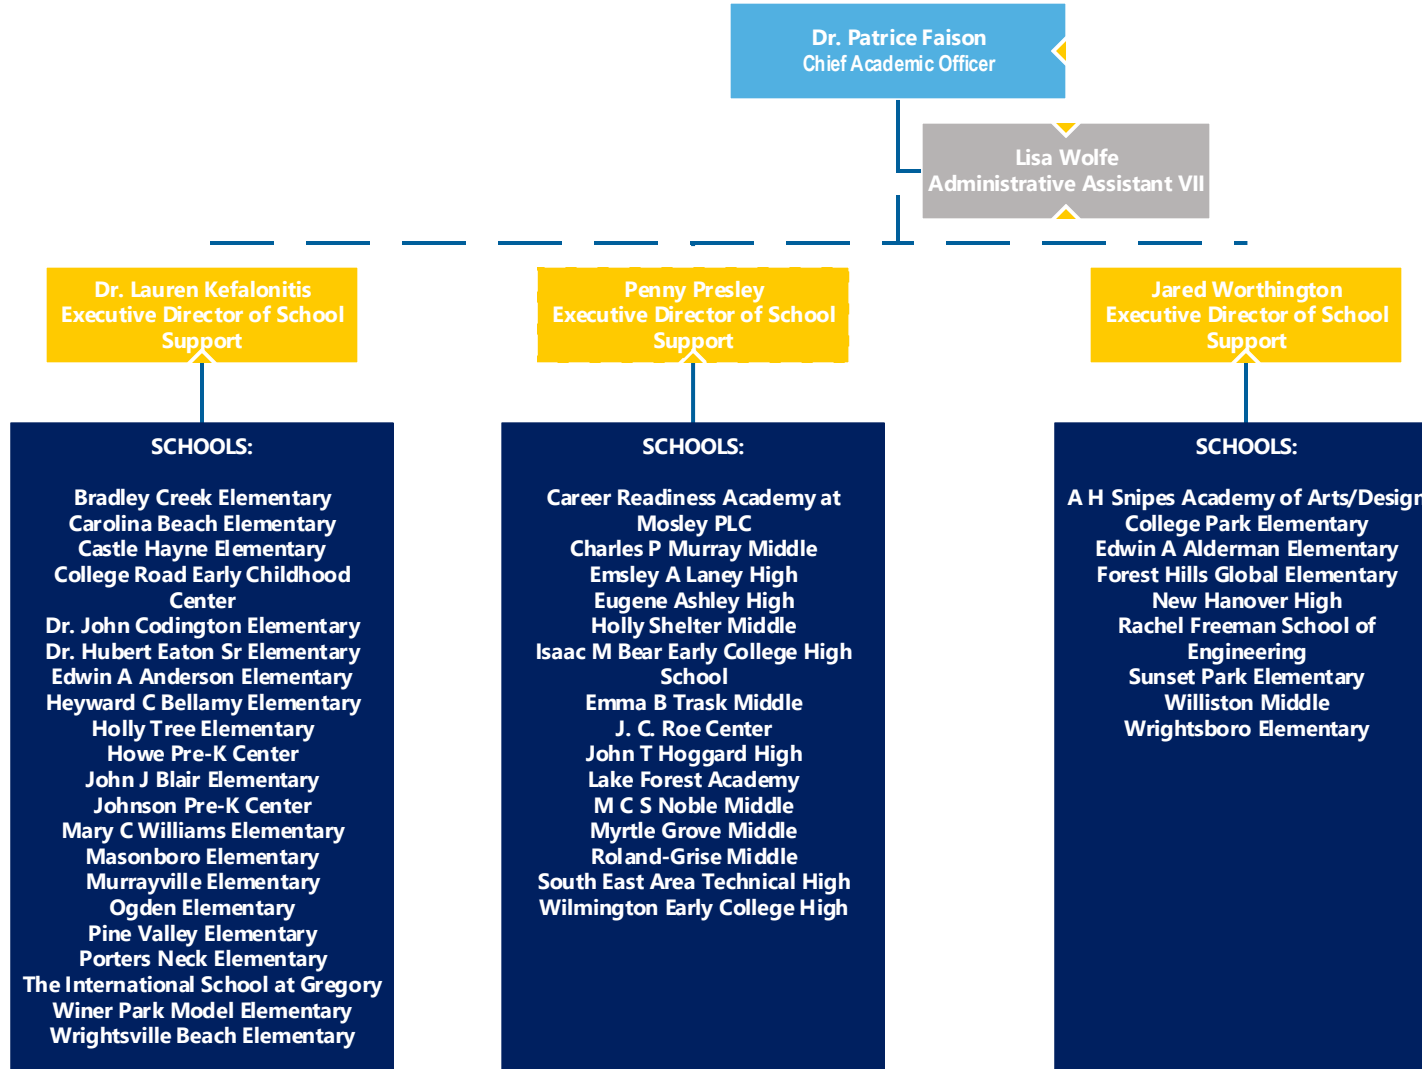 Dr. Patrice Faison
Chief Academic Officer
Lisa Wolfe
Administrative Assistant VII
Dr. Lauren Kefalonitis
Executive Director of School
Support
Penny Presley
Executive Director of School
Support
Jared Worthington
Executive Director of School
Support
SCHOOLS:
Bradley Creek Elementary
Carolina Beach Elementary
Castle Hayne Elementary
College Road Early Childhood
Center
Dr. John Codington Elementary
Dr. Hubert Eaton Sr Elementary
Edwin A Anderson Elementary
Heyward C Bellamy Elementary
Holly Tree Elementary
Howe Pre-K Center
John J Blair Elementary
Johnson Pre-K Center
Mary C Williams Elementary
Masonboro Elementary
Murrayville Elementary
Ogden Elementary
Pine Valley Elementary
Porters Neck Elementary
The International School at Gregory
Winer Park Model Elementary
Wrightsville Beach Elementary
SCHOOLS:
Career Readiness Academy at
Mosley PLC
Charles P Murray Middle
Emsley A Laney High
Eugene Ashley High
Holly Shelter Middle
Isaac M Bear Early College High
School
Emma B Trask Middle
J. C. Roe Center
John T Hoggard High
Lake Forest Academy
M C S Noble Middle
Myrtle Grove Middle
Roland-Grise Middle
South East Area Technical High
Wilmington Early College High
SCHOOLS:
A H Snipes Academy of Arts/Design
College Park Elementary
Edwin A Alderman Elementary
Forest Hills Global Elementary
New Hanover High
Rachel Freeman School of
Engineering
Sunset Park Elementary
Williston Middle
Wrightsboro Elementary